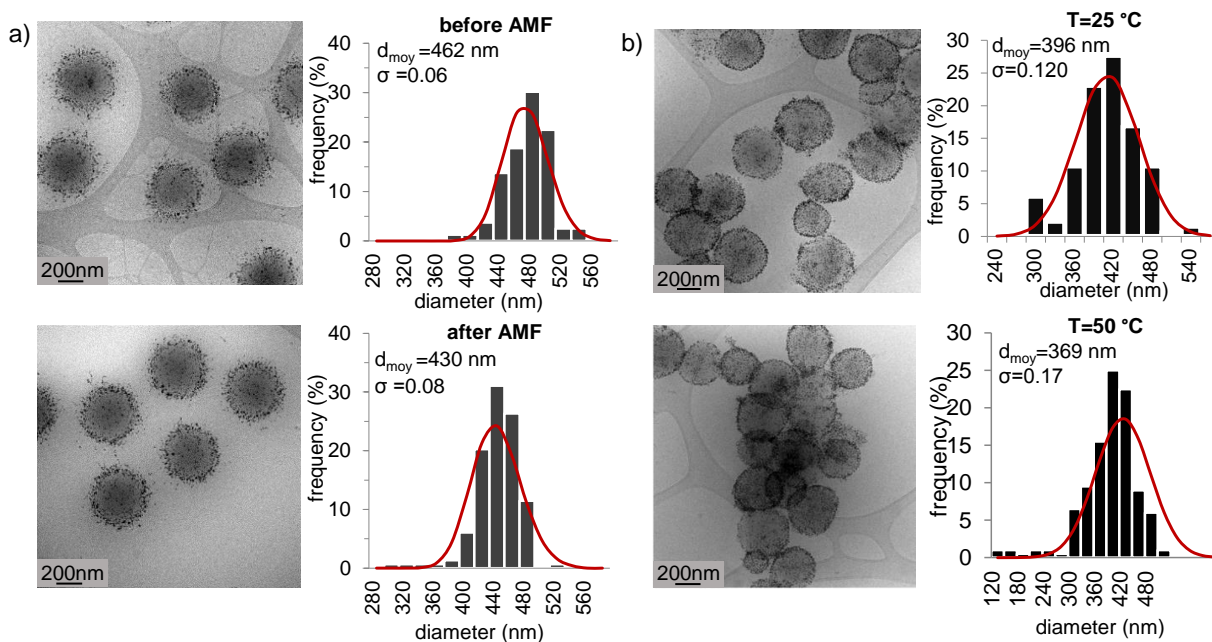 a)
before AMF
d_moy =462 nm
σ =0.06
frequency (%)
40
30
20
10
0
280
320
360
400
440
480
520
560
diameter (nm)
200nm
after AMF
d_moy =430 nm
σ =0.08
frequency (%)
40
30
20
10
0
280
320
360
400
440
480
520
560
diameter (nm)
200nm
b)
T=25 °C
d_moy =396 nm
σ=0.120
frequency (%)
30
25
20
15
10
5
0
240
300
360
420
480
540
diameter (nm)
200nm
T=50 °C
d_moy =369 nm
σ=0.17
frequency (%)
30
25
20
15
10
5
0
120
180
240
300
360
420
480
diameter (nm)
200nm